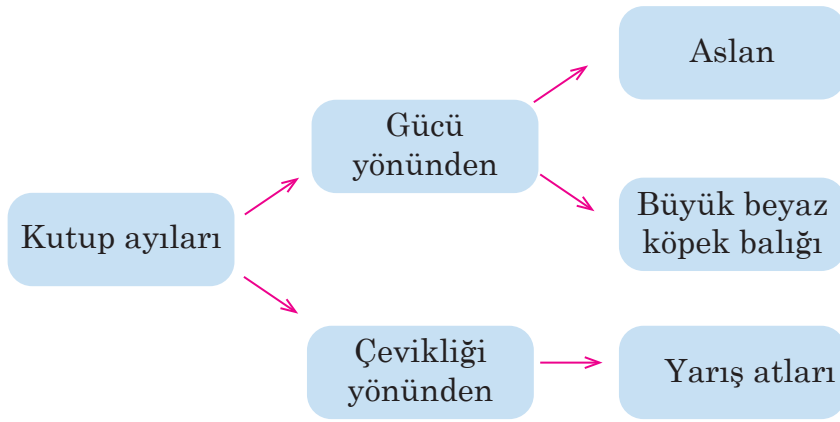 Aslan
Gücü
yönünden
Büyük beyaz
köpek balığı
Kutup ayıları
Çevikliği
yönünden
Yarış atları